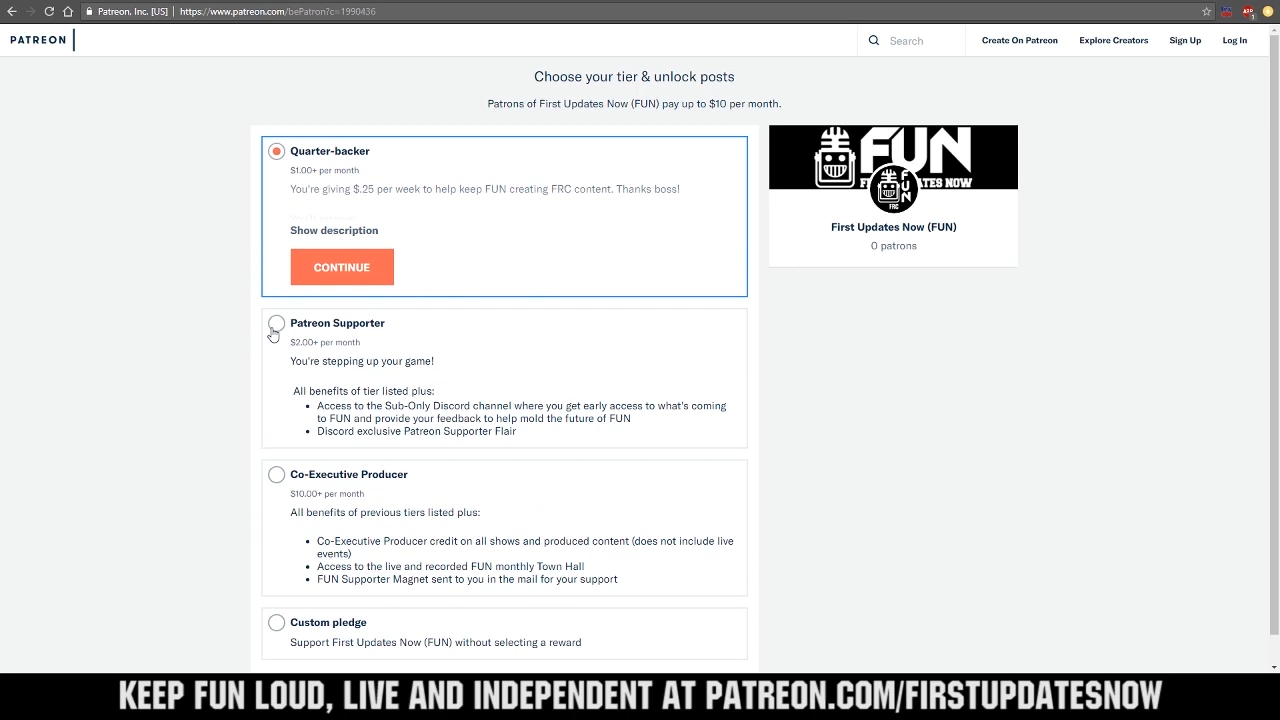 Patreon, Inc. [US] | https://www.patreon.com/bePatron?c=1990436
PATREON
Search
Create On Patreon
Explore Creators
Sign Up
Log In
Choose your tier & unlock posts
Patrons of First Updates Now (FUN) pay up to $10 per month.
Quarter-backer
$1.00+ per month
You're giving $.25 per week to help keep FUN creating FRC content. Thanks boss!
Show description
CONTINUE
Patreon Supporter
$2.00+ per month
You're stepping up your game!
All benefits of tier listed plus:
• Access to the Sub-Only Discord channel where you get early access to what's coming
to FUN and provide your feedback to help mold the future of FUN
• Discord exclusive Patreon Supporter Flair
Co-Executive Producer
$10.00+ per month
All benefits of previous tiers listed plus:
• Co-Executive Producer credit on all shows and produced content (does not include live
events)
• Access to the live and recorded FUN monthly Town Hall
• FUN Supporter Magnet sent to you in the mail for your support
Custom pledge
Support First Updates Now (FUN) without selecting a reward
FUN
FUN
FRC
First Updates Now (FUN)
0 patrons
KEEP FUN LOUD, LIVE AND INDEPENDENT AT PATREON.COM/FIRSTUPDATESNOW